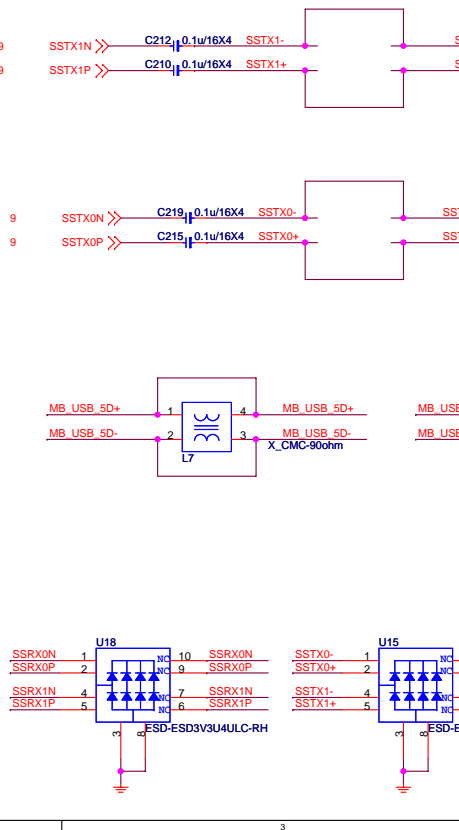 9 SSTX1N C212 0.1u/16X4 SSTX1- S
9 SSTX1P C210 0.1u/16X4 SSTX1+ S
9 SSTX0N C219 0.1u/16X4 SSTX0- SST
9 SSTX0P C215 0.1u/16X4 SSTX0+ SST
MB_USB_5D+ 1 4 MB_USB_5D+ MB_USB
MB_USB_5D- 2 3 MB_USB_5D- MB_USB
L7 X_CMC-90ohm
U18 U15
SSRX0N 1 NC 10 SSRX0N SSTX0- 1
SSRX0P 2 NC 9 SSRX0P SSTX0+ 2
SSRX1N 4 NC 7 SSRX1N SSTX1- 4
SSRX1P 5 NC 6 SSRX1P SSTX1+ 5
3 8 ESD-ESD3V3U4ULC-RH 3 8 ESD-E
3